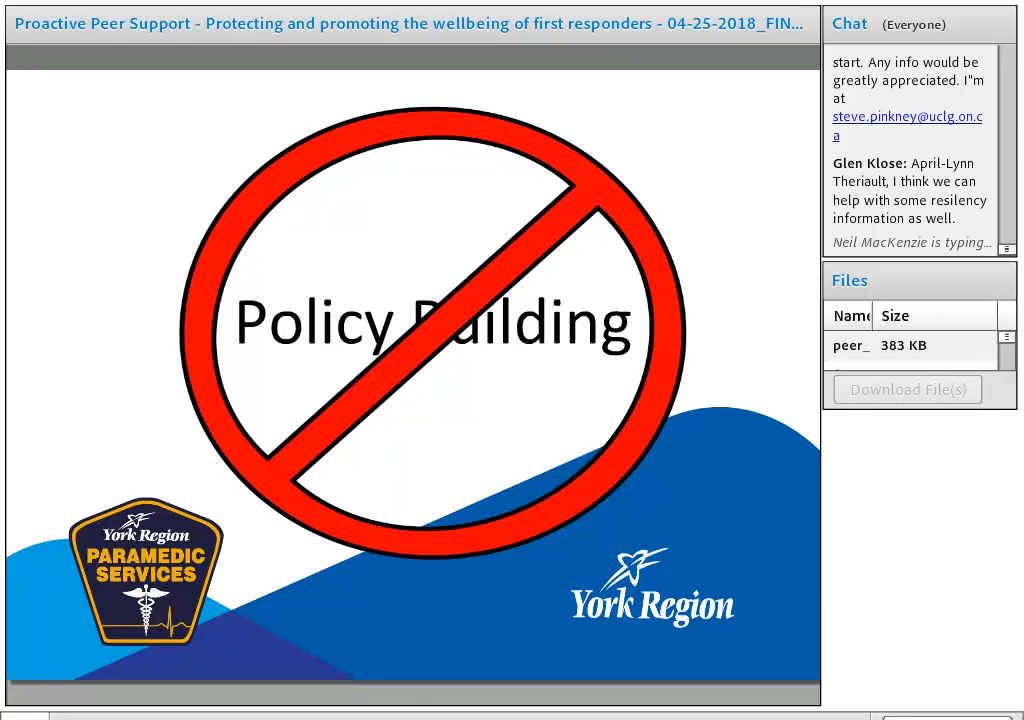 Proactive Peer Support - Protecting and promoting the wellbeing of first responders - 04-25-2018_FIN...
Policy Building
York Region
PARAMEDIC
SERVICES
York Region
Chat (Everyone)
start. Any info would be
greatly appreciated. I"m
at
steve.pinkney@uclg.on.c
a
Glen Klose: April-Lynn
Theriault, I think we can
help with some resilency
information as well.
Neil MacKenzie is typing...
Files
Name Size
peer_ 383 KB
Download File(s)